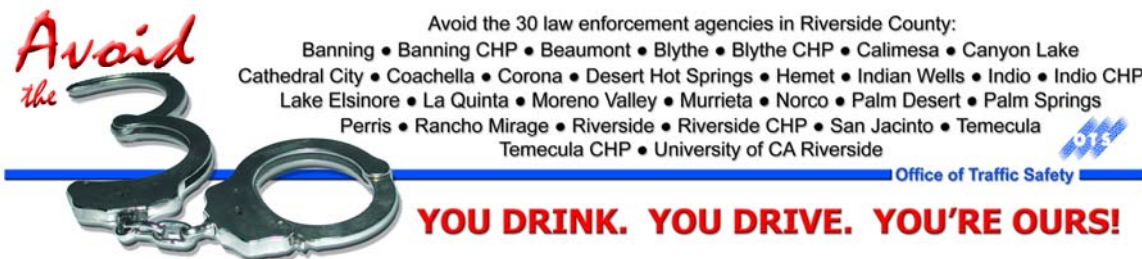 Avoid
the
30
Avoid the 30 law enforcement agencies in Riverside County:
Banning ● Banning CHP ● Beaumont ● Blythe ● Blythe CHP ● Calimesa ● Canyon Lake
Cathedral City ● Coachella ● Corona ● Desert Hot Springs ● Hemet ● Indian Wells ● Indio ● Indio CHP
Lake Elsinore ● La Quinta ● Moreno Valley ● Murrieta ● Norco ● Palm Desert ● Palm Springs
Perris ● Rancho Mirage ● Riverside ● Riverside CHP ● San Jacinto ● Temecula
Temecula CHP ● University of CA Riverside
OTS
Office of Traffic Safety
YOU DRINK. YOU DRIVE. YOU'RE OURS!